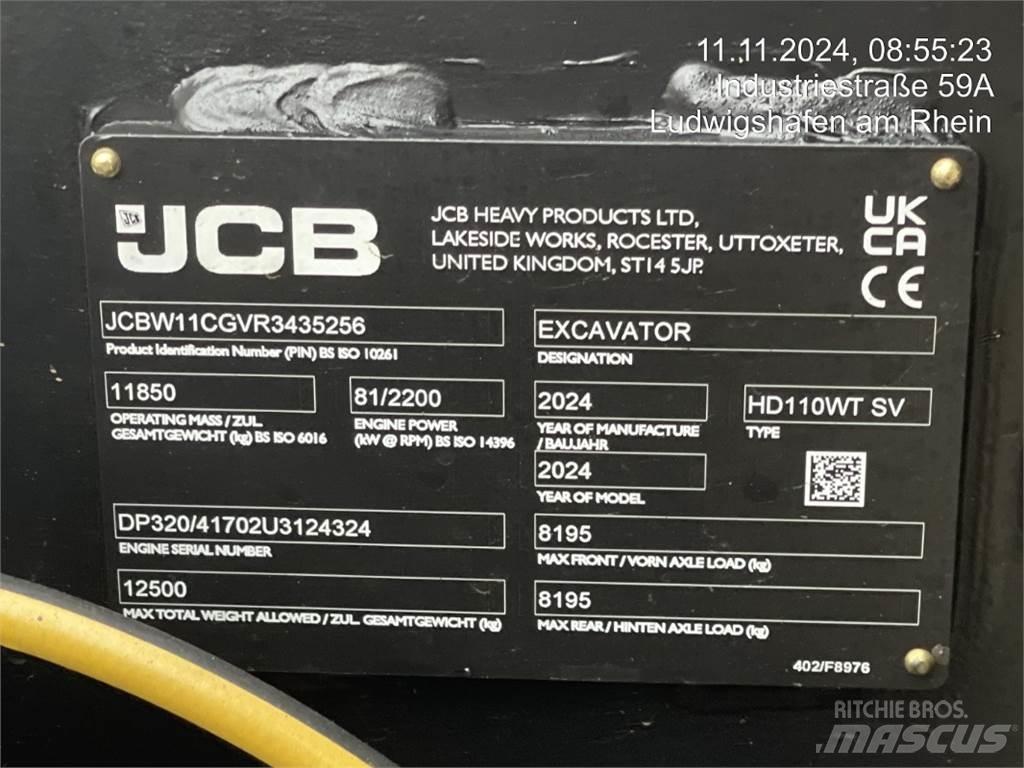 11.11.2024, 08:55:23
Industriestraße 59A
Ludwigshafen am Rhein
JCB
JCB
JCB HEAVY PRODUCTS LTD,
LAKESIDE WORKS, ROCESTER, UTTOXETER,
UNITED KINGDOM, ST14 5JP.
UK
CA
CE
JCBW11CGVR3435256
Product Identification Number (PIN) BS ISO 10261
EXCAVATOR
DESIGNATION
11850
OPERATING MASS / ZUL.
GESAMTGEWICHT (kg) BS ISO 6016
81/2200
ENGINE POWER
(kW @ RPM) BS ISO 14396
2024
YEAR OF MANUFACTURE
/ BAUJAHR
HD110WT SV
TYPE
2024
YEAR OF MODEL
DP320/41702U3124324
ENGINE SERIAL NUMBER
8195
MAX FRONT / VORN AXLE LOAD (kg)
12500
MAX TOTAL WEIGHT ALLOWED / ZUL. GESAMTGEWICHT (kg)
8195
MAX REAR / HINTEN AXLE LOAD (kg)
402/F8976
RITCHIE BROS.
MASCUS